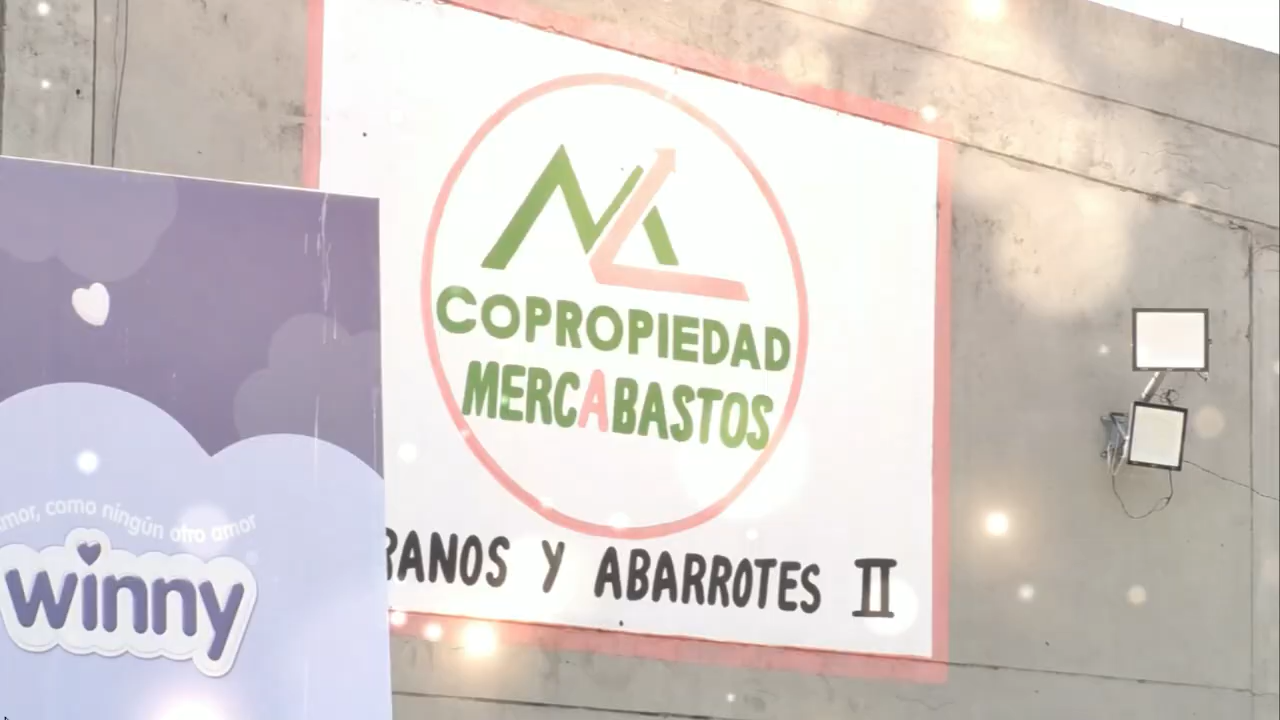 COPROPIEDAD
MERCABASTOS
RANOS Y ABARROTES II
amor, como ningún otro amor
winny